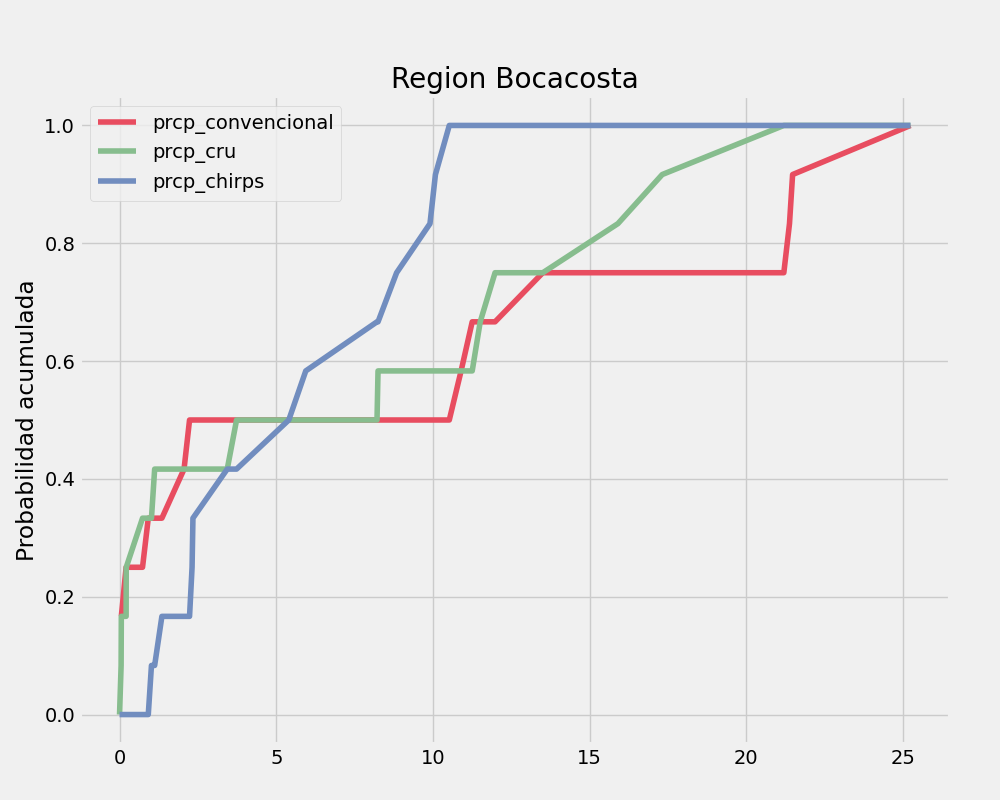 Region Bocacosta
prcp_convencional
prcp_cru
prcp_chirps
Probabilidad acumulada
1.0
0.8
0.6
0.4
0.2
0.0
0 5 10 15 20 25